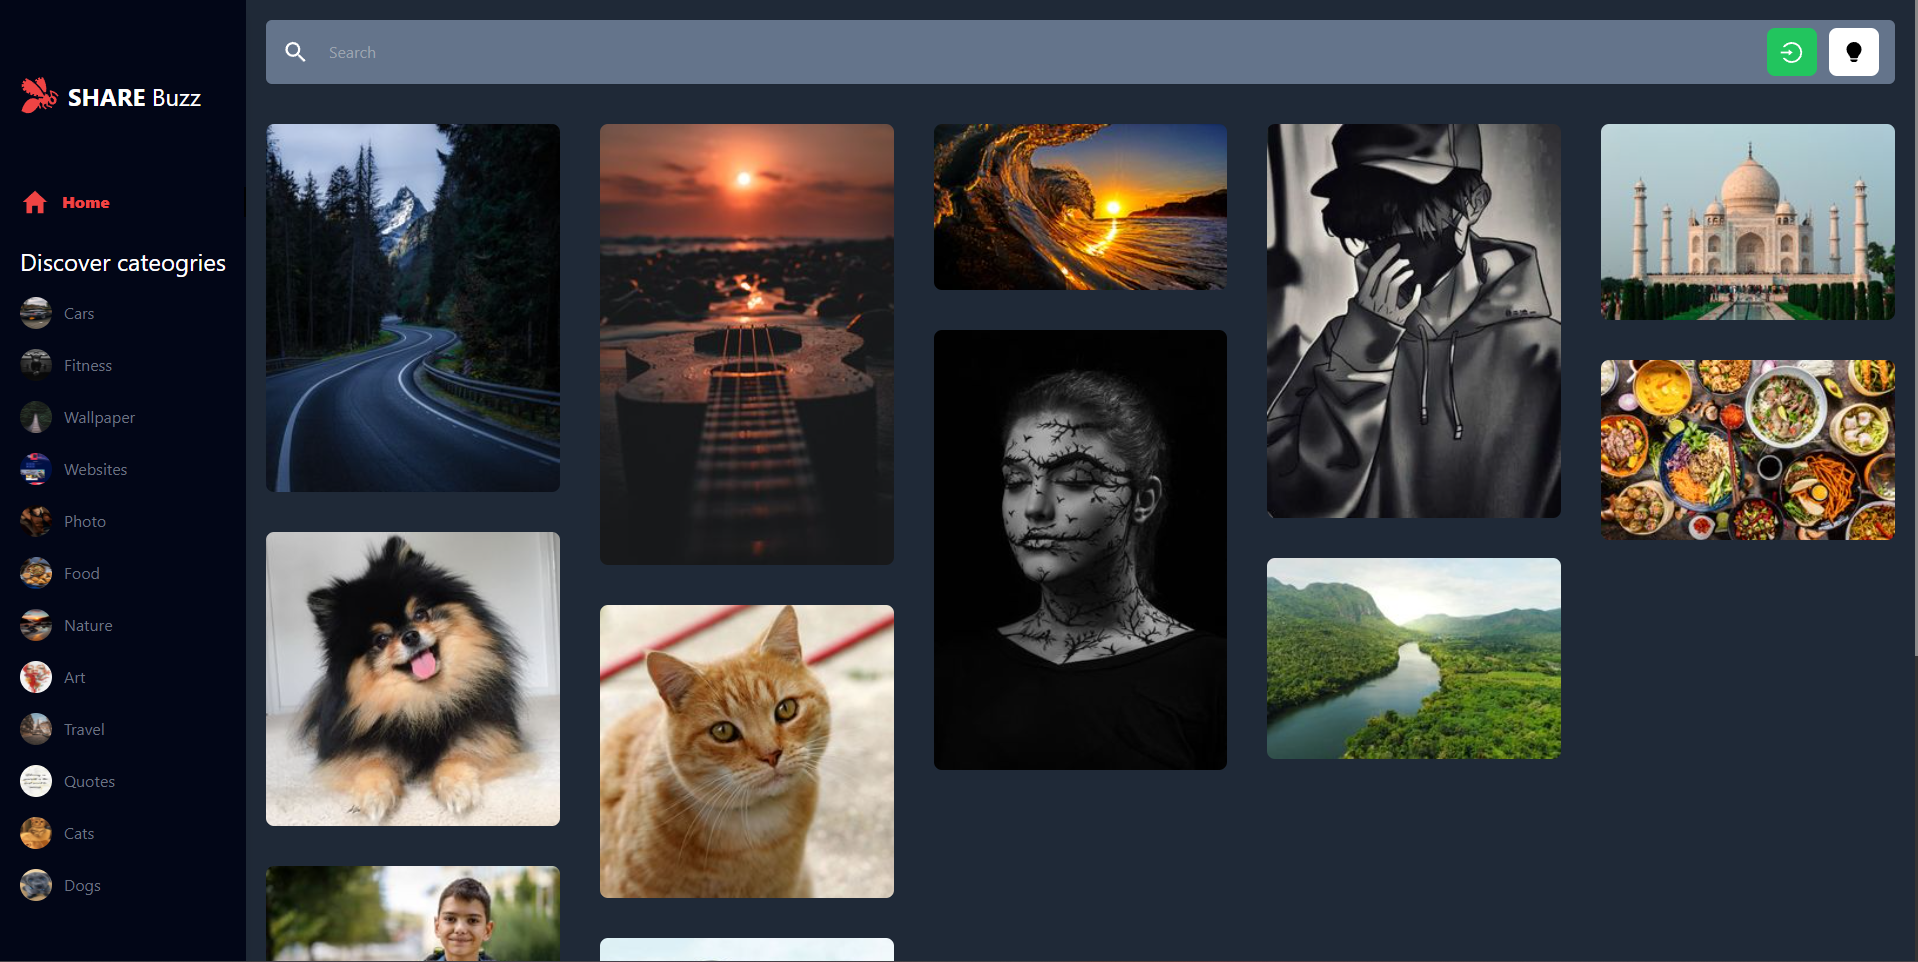 SHARE Buzz
Search
Home
Discover cateogries
Cars
Fitness
Wallpaper
Websites
Photo
Food
Nature
Art
Travel
Quotes
Cats
Dogs